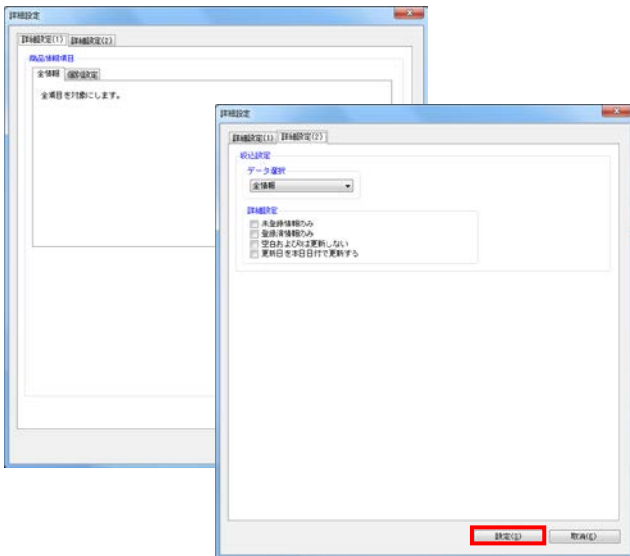 詳細設定
詳細設定(1) 詳細設定(2)
商品情報項目
全情報 個別設定
全項目を対象にします。
詳細設定
詳細設定(1) 詳細設定(2)
絞込設定
データ選択
全情報
詳細設定
未登録情報のみ
登録済情報のみ
空白および0は更新しない
更新日を本日日付で更新する
設定(S) 取消(C)